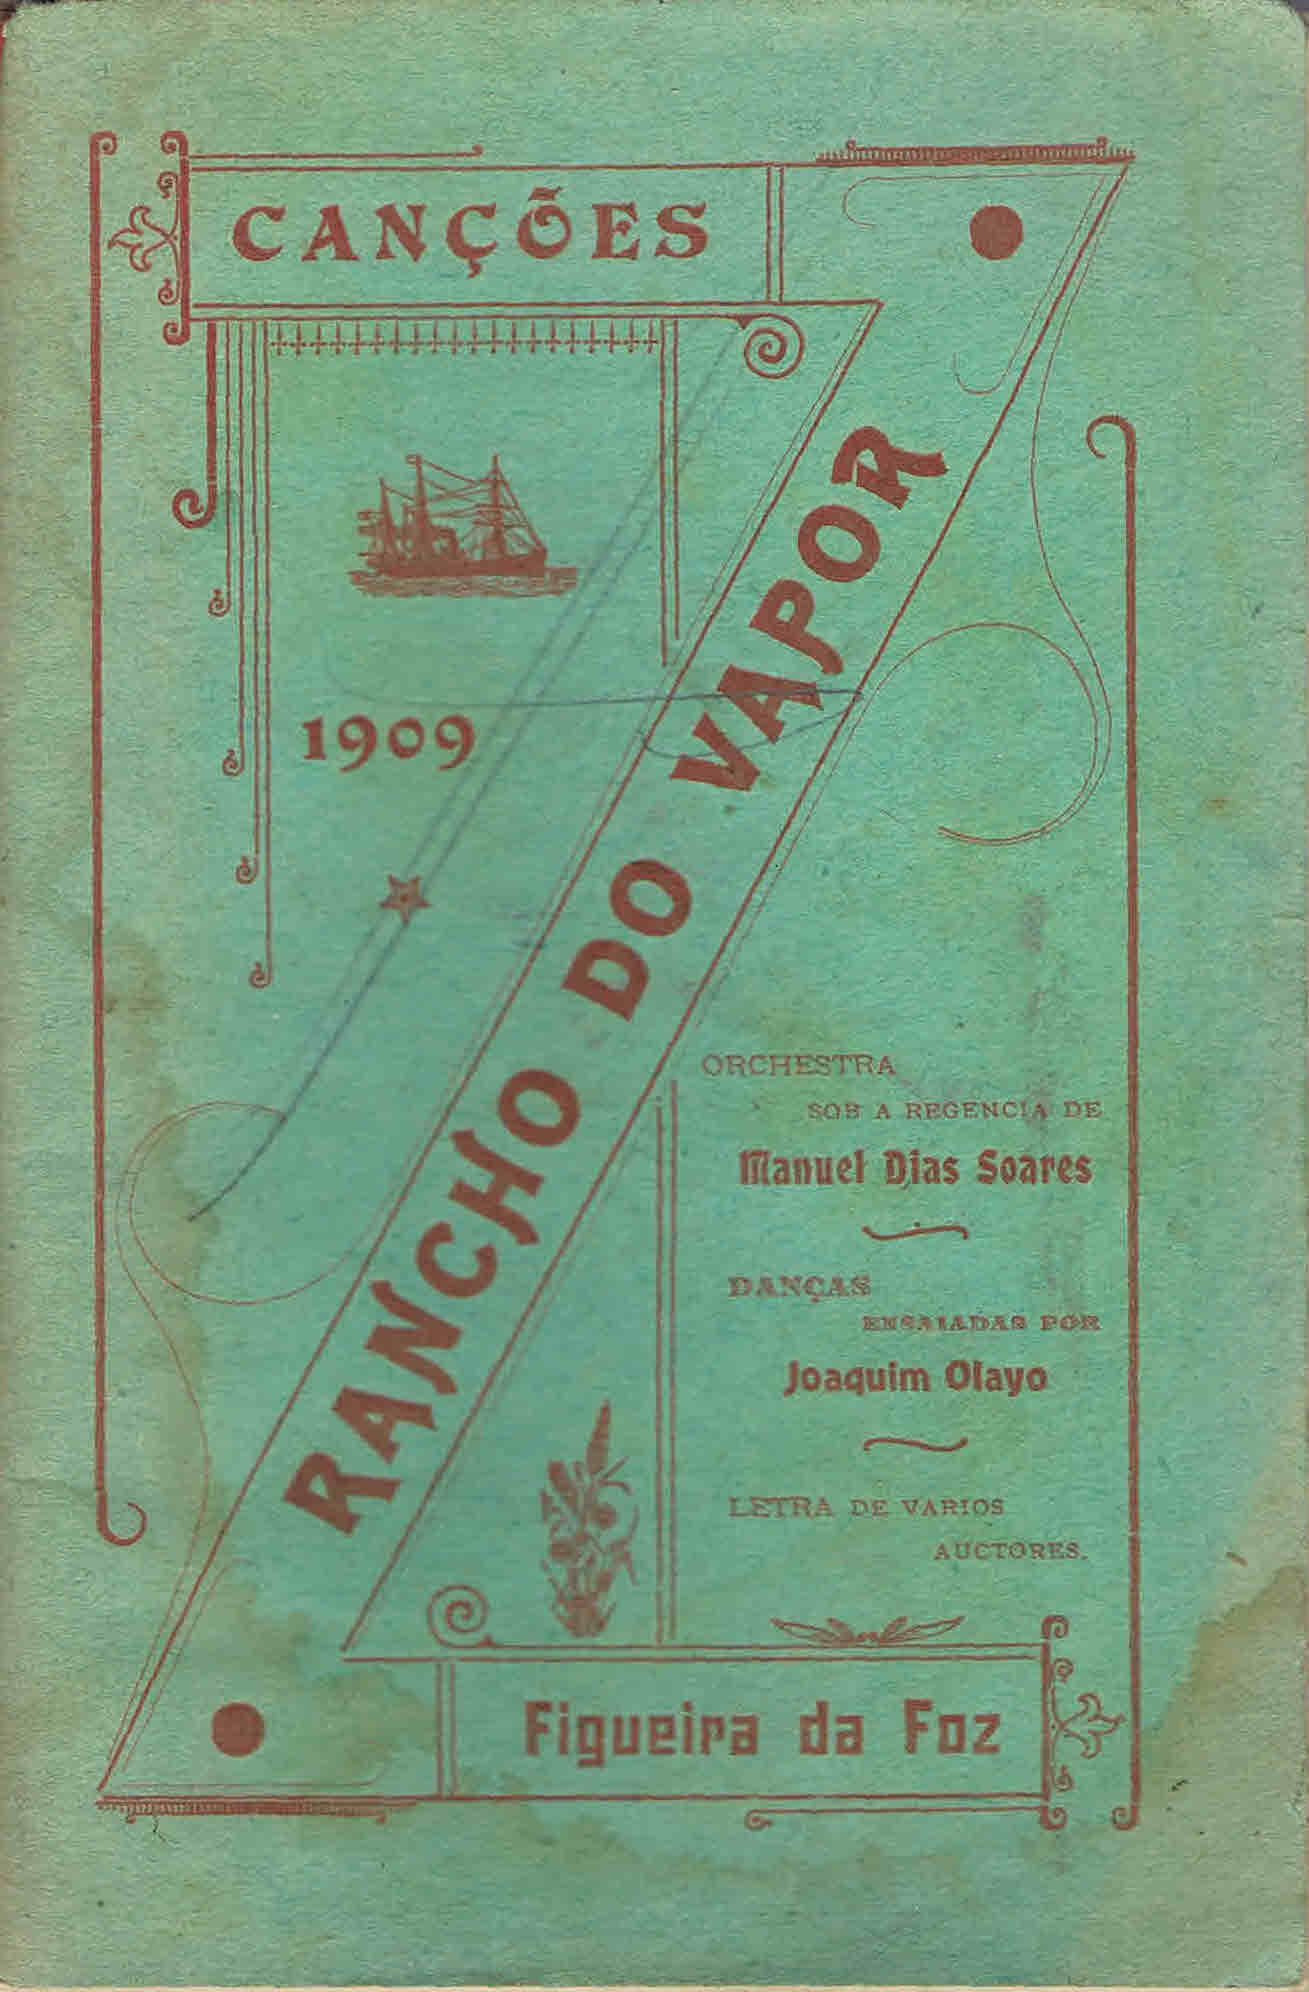 CANÇÕES
1909
RANCHO DO VAPOR
ORCHESTRA
SOB A REGENCIA DE
Manuel Dias Soares
DANÇAS
ENSAIADAS POR
Joaquim Olayo
LETRA DE VARIOS
AUCTORES.
Figueira da Foz